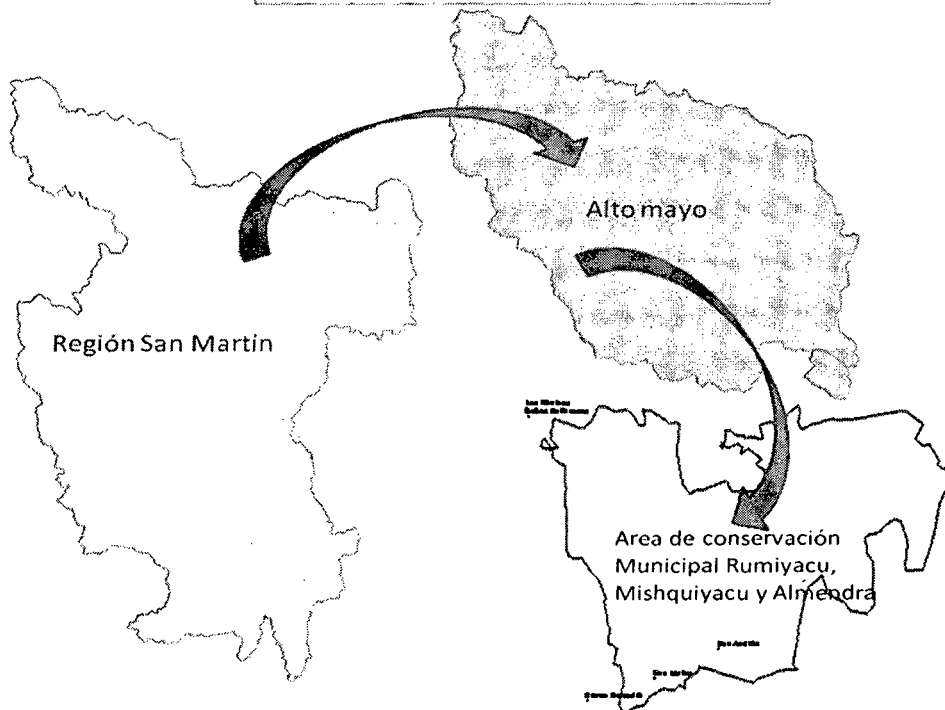 Alto mayo
Región San Martín
Area de conservación
Municipal Rumiyacu,
Mishquiyacu y Almendra